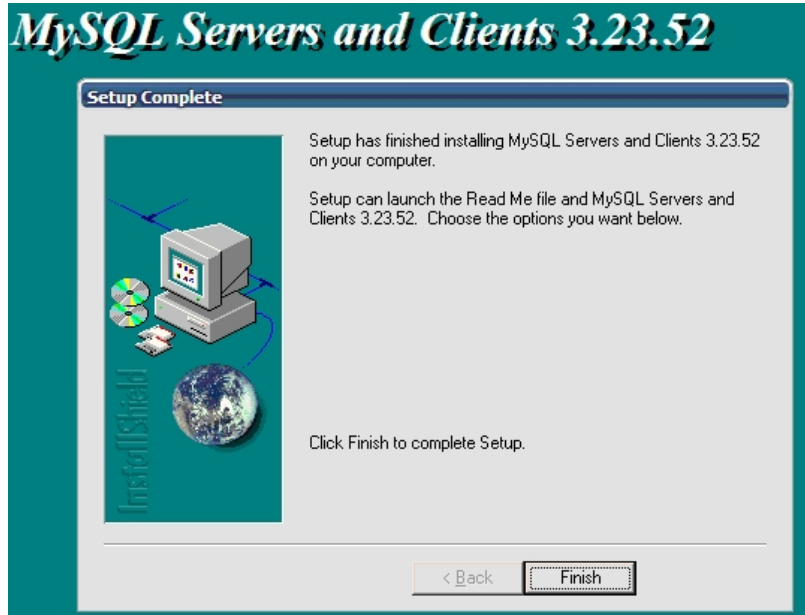 MySQL Servers and Clients 3.23.52
Setup Complete
Setup has finished installing MySQL Servers and Clients 3.23.52
on your computer.
Setup can launch the Read Me file and MySQL Servers and
Clients 3.23.52.  Choose the options you want below.
InstallShield
Click Finish to complete Setup.
< Back
Finish